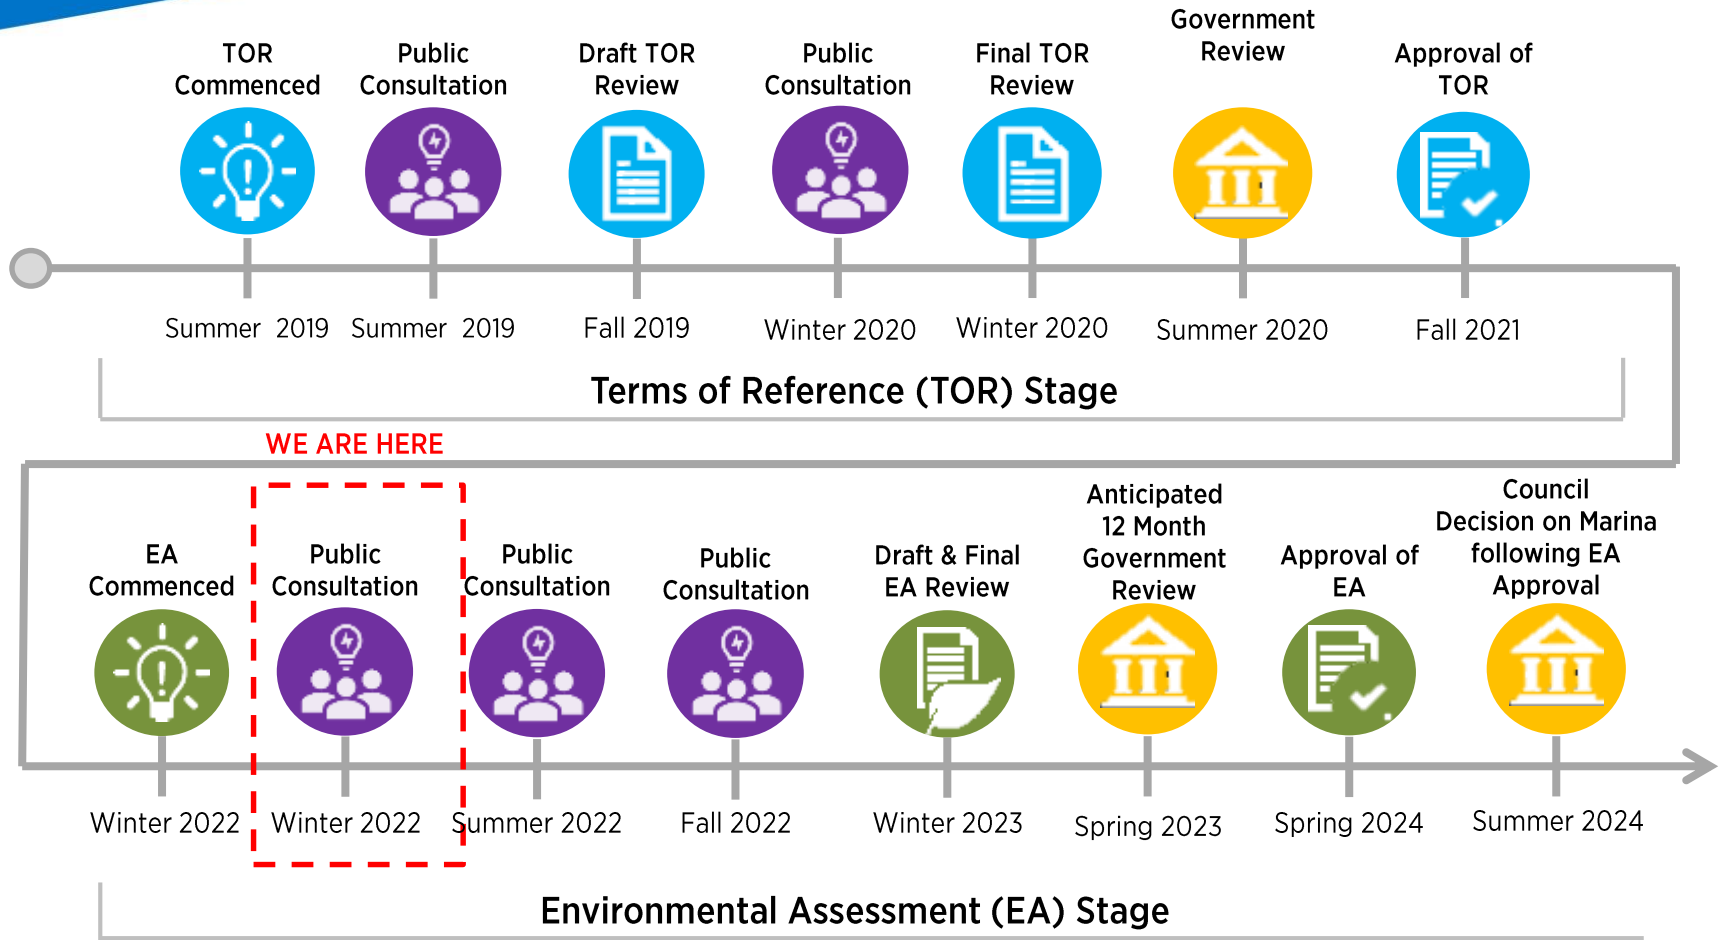 TOR
Commenced
Public
Consultation
Draft TOR
Review
Public
Consultation
Final TOR
Review
Government
Review
Approval of
TOR
Summer 2019
Summer 2019
Fall 2019
Winter 2020
Winter 2020
Summer 2020
Fall 2021
Terms of Reference (TOR) Stage
WE ARE HERE
EA
Commenced
Public
Consultation
Public
Consultation
Public
Consultation
Draft & Final
EA Review
Anticipated
12 Month
Government
Review
Approval of
EA
Council
Decision on Marina
following EA
Approval
Winter 2022
Winter 2022
Summer 2022
Fall 2022
Winter 2023
Spring 2023
Spring 2024
Summer 2024
Environmental Assessment (EA) Stage